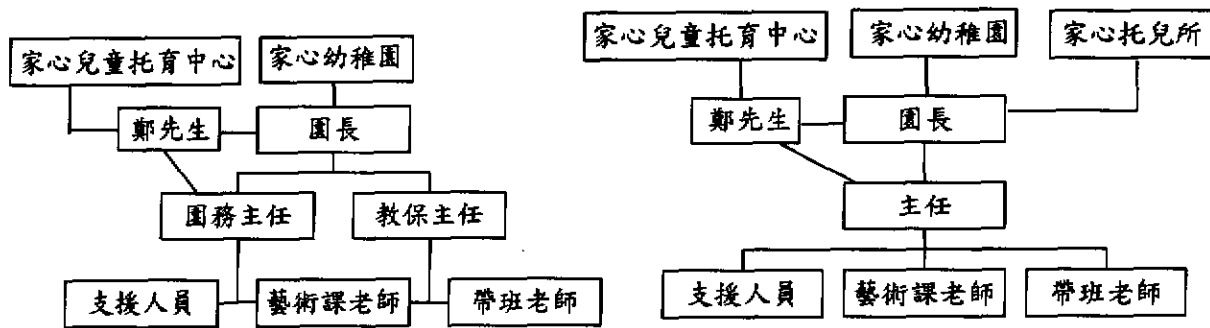 家心兒童托育中心
家心幼稚園
鄭先生
園長
園務主任
教保主任
支援人員
藝術課老師
帶班老師
家心兒童托育中心
家心幼稚園
家心托兒所
鄭先生
園長
主任
支援人員
藝術課老師
帶班老師